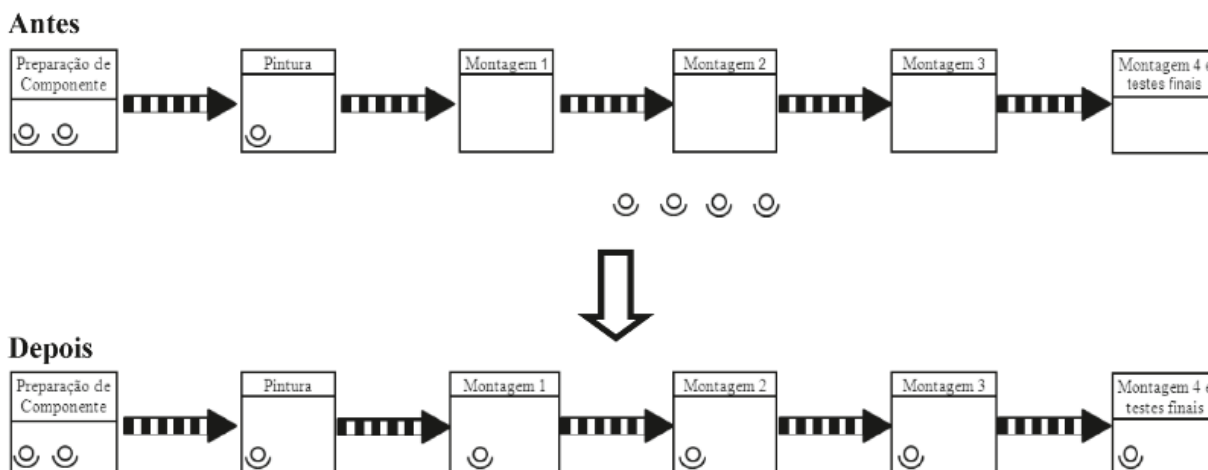 Antes
Preparação de
Componente
Pintura
Montagem 1
Montagem 2
Montagem 3
Montagem 4 e
testes finais
Depois
Preparação de
Componente
Pintura
Montagem 1
Montagem 2
Montagem 3
Montagem 4 e
testes finais